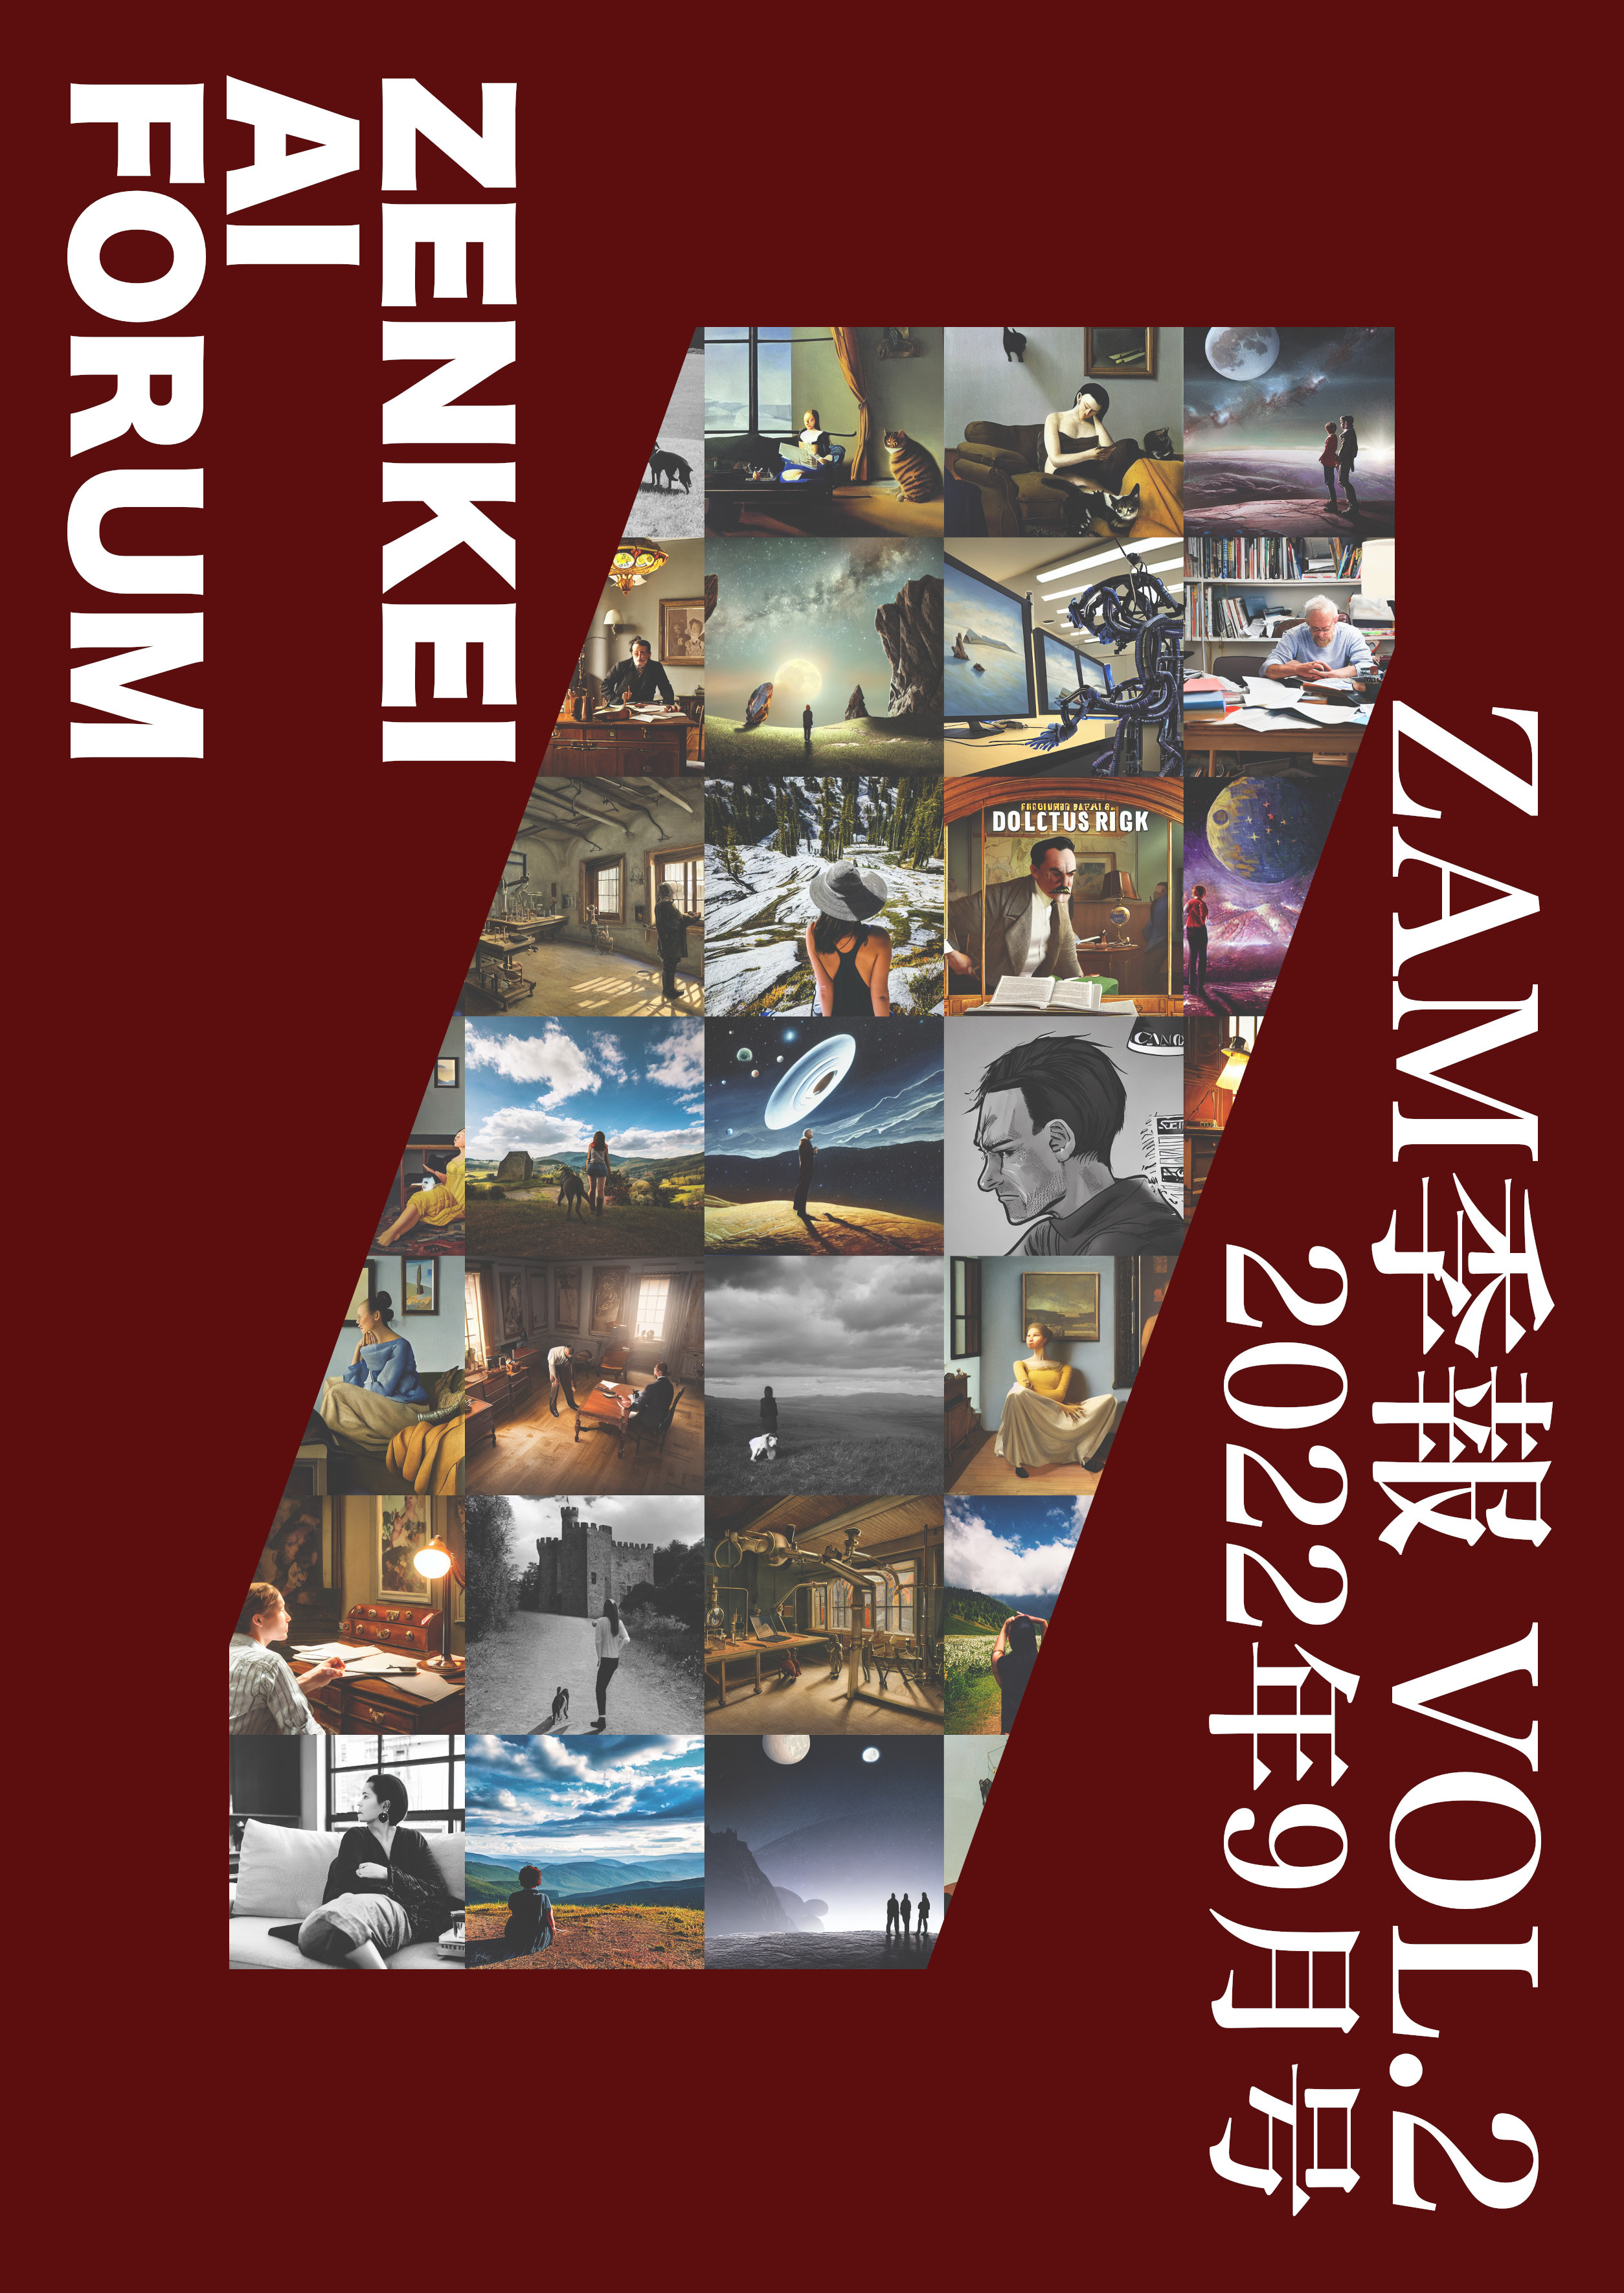 ZENKEI
AI
FORUM
ZAM季報 VOL.2
2022年9月号
DOLCTUS RIGK